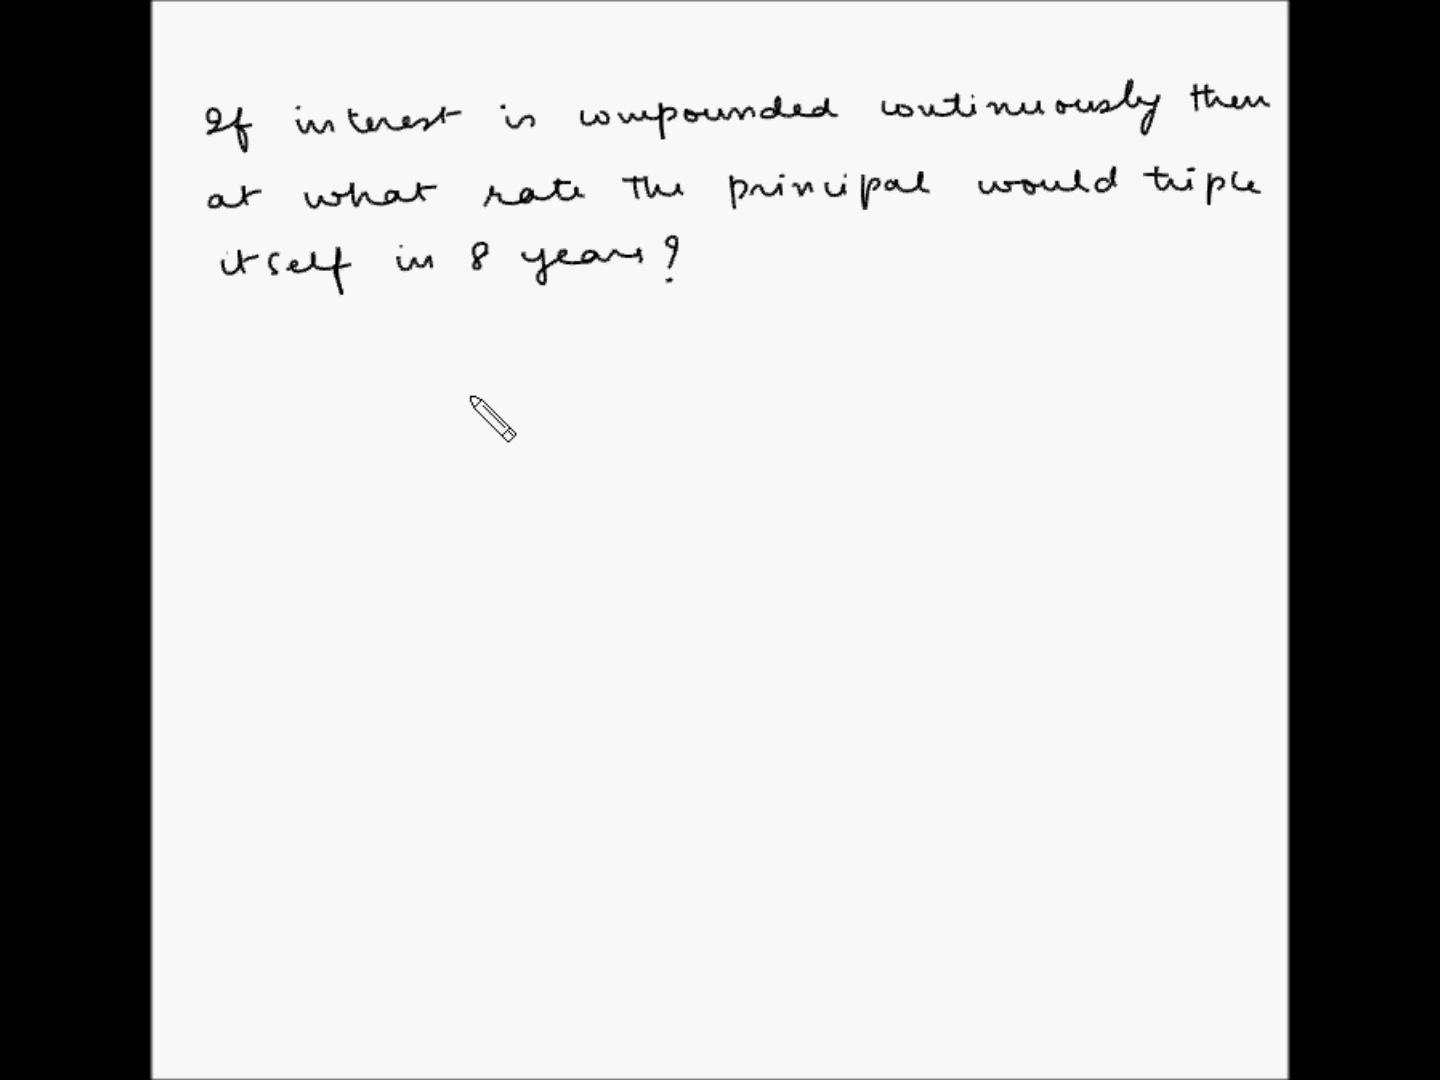 If interest is compounded continuously then
at what rate the principal would triple
itself in 8 years?